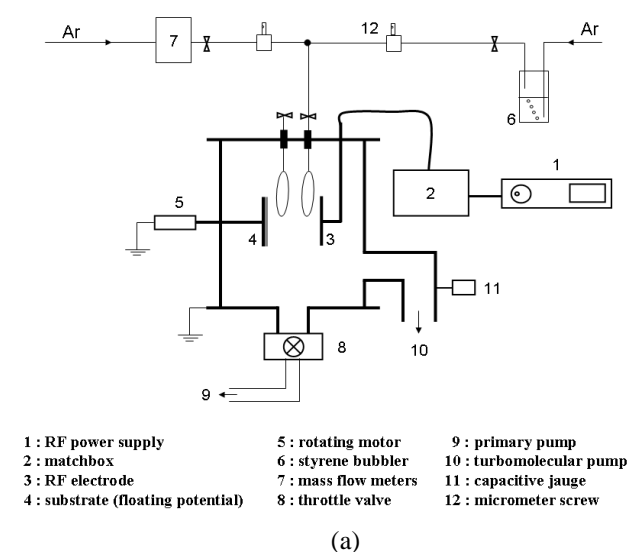 Ar
7
12
Ar
6
1
2
5
4
3
11
8
10
9
1 : RF power supply
2 : matchbox
3 : RF electrode
4 : substrate (floating potential)
5 : rotating motor
6 : styrene bubbler
7 : mass flow meters
8 : throttle valve
9 : primary pump
10 : turbomolecular pump
11 : capacitive jauge
12 : micrometer screw
(a)